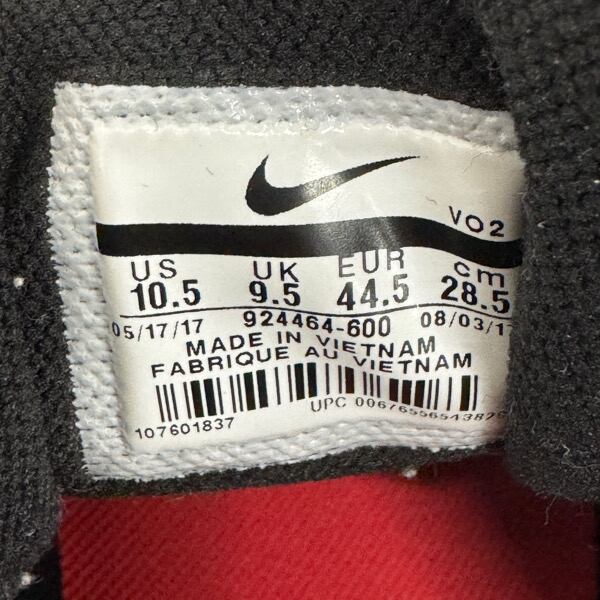 VO2
US UK EUR cm
10.5 9.5 44.5 28.5
05/17/17 924464-600 08/03/17
MADE IN VIETNAM
FABRIQUE AU VIETNAM
UPC
107601837